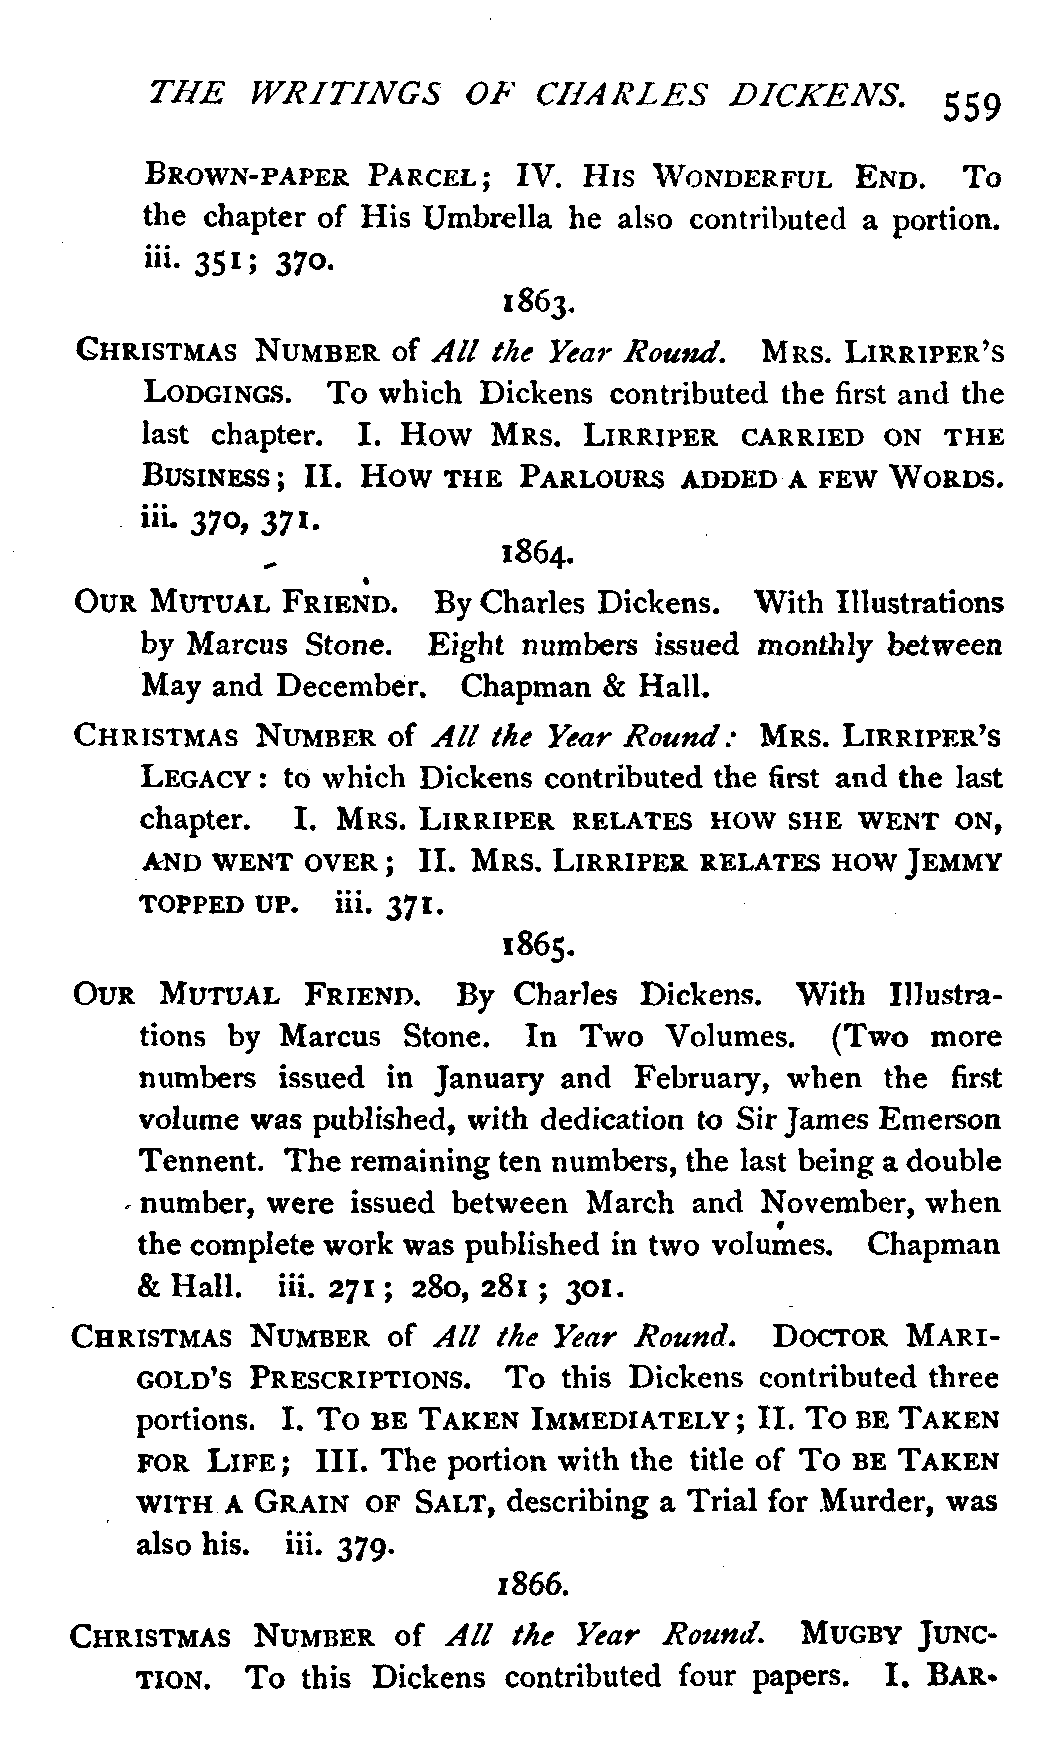 THE WRITINGS OF CHARLES DICKENS. 559
BROWN-PAPER PARCEL; IV. HIS WONDERFUL END. To
the chapter of His Umbrella he also contributed a portion.
iii. 351; 370.
1863.
CHRISTMAS NUMBER of All the Year Round. MRS. LIRRIPER'S
LODGINGS. To which Dickens contributed the first and the
last chapter. I. HOW MRS. LIRRIPER CARRIED ON THE
BUSINESS; II. HOW THE PARLOURS ADDED A FEW WORDS.
iii. 370, 371.
1864.
OUR MUTUAL FRIEND. By Charles Dickens. With Illustrations
by Marcus Stone. Eight numbers issued monthly between
May and December. Chapman & Hall.
CHRISTMAS NUMBER of All the Year Round: MRS. LIRRIPER'S
LEGACY: to which Dickens contributed the first and the last
chapter. I. MRS. LIRRIPER RELATES HOW SHE WENT ON,
AND WENT OVER; II. MRS. LIRRIPER RELATES HOW JEMMY
TOPPED UP. iii. 371.
1865.
OUR MUTUAL FRIEND. By Charles Dickens. With Illustra-
tions by Marcus Stone. In Two Volumes. (Two more
numbers issued in January and February, when the first
volume was published, with dedication to Sir James Emerson
Tennent. The remaining ten numbers, the last being a double
number, were issued between March and November, when
the complete work was published in two volumes. Chapman
& Hall. iii. 271; 280, 281; 301.
CHRISTMAS NUMBER of All the Year Round. DOCTOR MARI-
GOLD'S PRESCRIPTIONS. To this Dickens contributed three
portions. I. TO BE TAKEN IMMEDIATELY; II. TO BE TAKEN
FOR LIFE; III. The portion with the title of TO BE TAKEN
WITH A GRAIN OF SALT, describing a Trial for Murder, was
also his. iii. 379.
1866.
CHRISTMAS NUMBER of All the Year Round. MUGBY JUNC-
TION. To this Dickens contributed four papers. I. BAR-